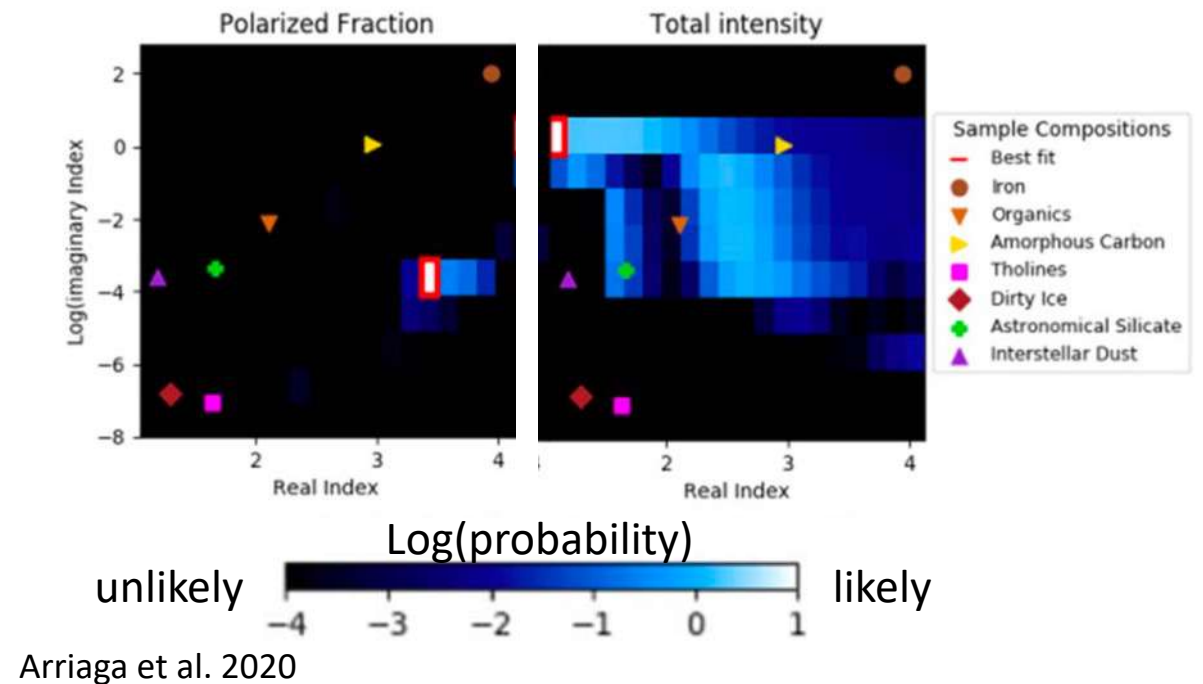 Polarized Fraction
Total intensity
Log(imaginary Index
2
0
−2
−4
−6
−8
2
3
4
Real Index
2
3
4
Real Index
Sample Compositions
Best fit
Iron
Organics
Amorphous Carbon
Tholines
Dirty Ice
Astronomical Silicate
Interstellar Dust
Log(probability)
unlikely
likely
−4
−3
−2
−1
0
1
Arriaga et al. 2020